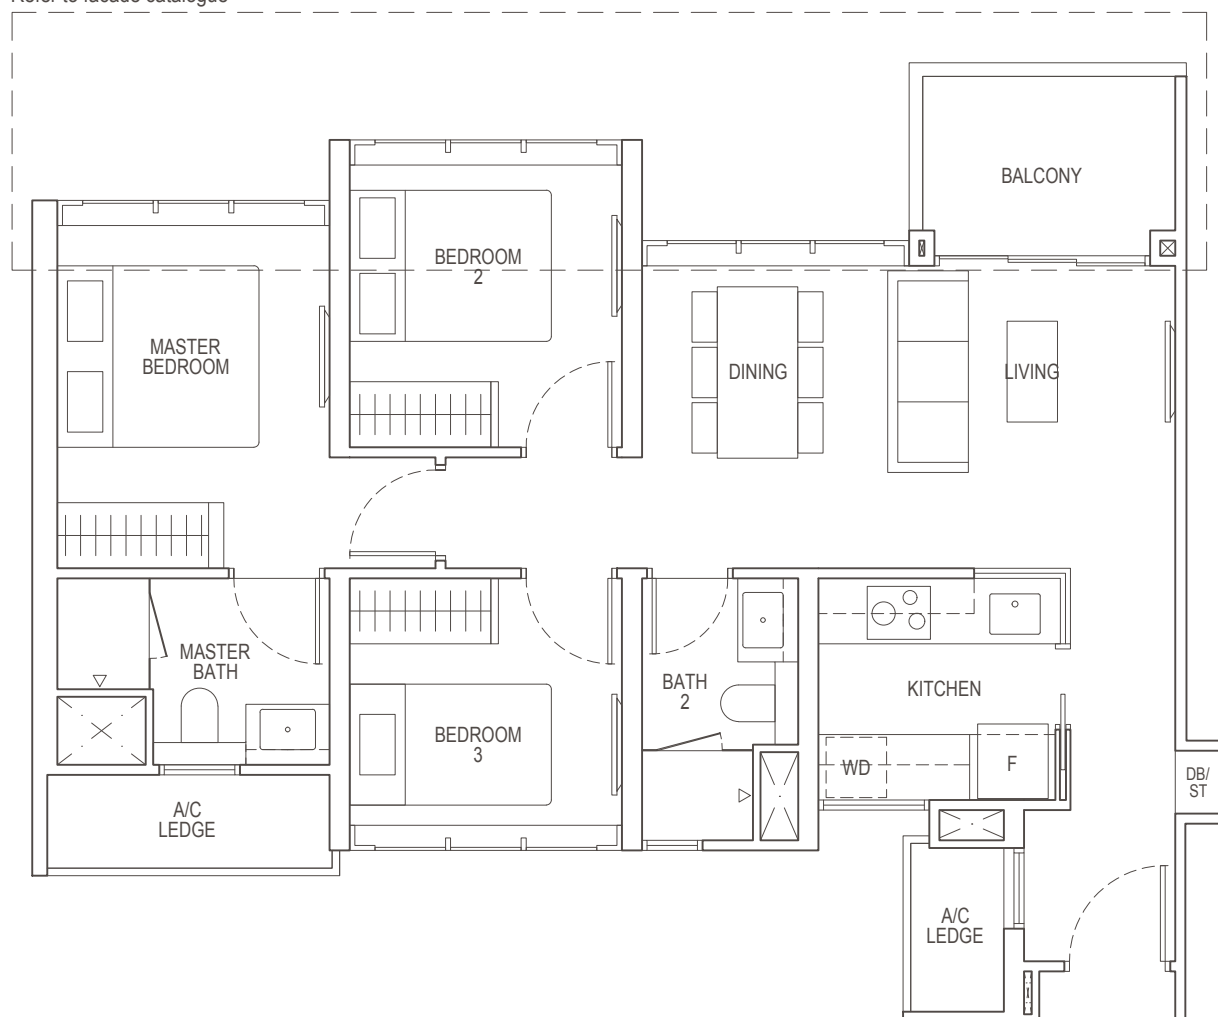 Refer to facade catalogue
BALCONY
BEDROOM
2
MASTER
BEDROOM
DINING
LIVING
MASTER
BATH
BATH
2
KITCHEN
BEDROOM
3
WD
F
DB/
ST
A/C
LEDGE
A/C
LEDGE